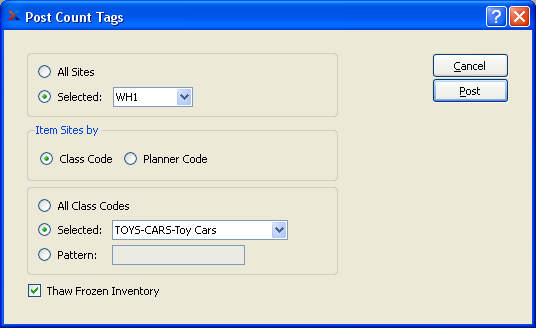 Post Count Tags
All Sites
Selected: WH1
Cancel
Post
Item Sites by
Class Code Planner Code
All Class Codes
Selected: TOYS-CARS-Toy Cars
Pattern:
Thaw Frozen Inventory